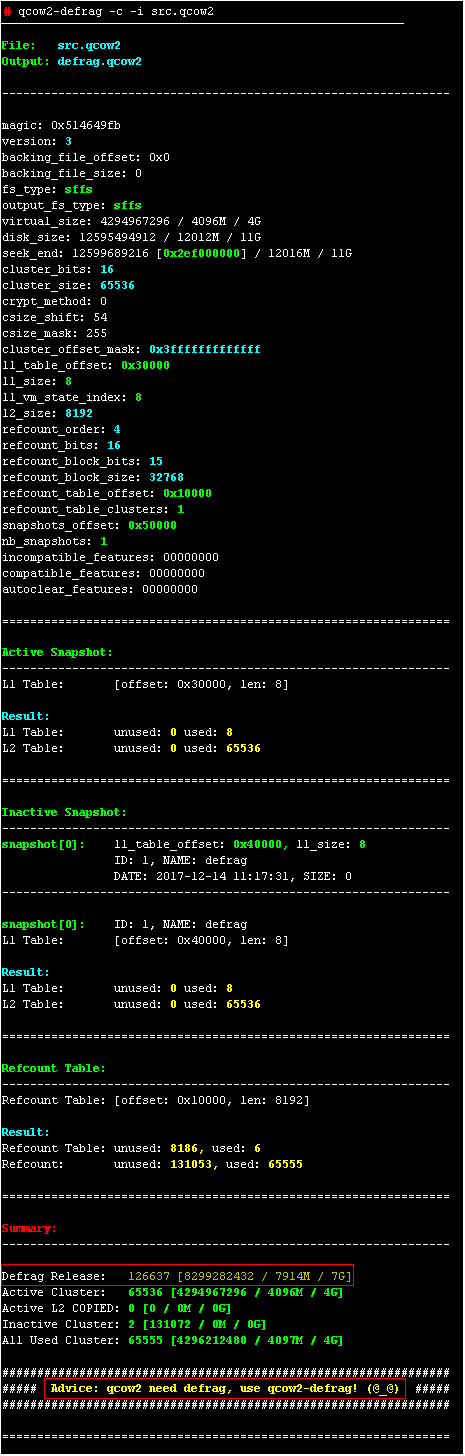 # qcow2-defrag -c -i src.qcow2
File: src.qcow2
Output: defrag.qcow2
----------------------------------------------------------------
magic: 0x514649fb
version: 3
backing_file_offset: 0x0
backing_file_size: 0
fs_type: sffs
output_fs_type: sffs
virtual_size: 4294967296 / 4096M / 4G
disk_size: 12595494912 / 12012M / 11G
seek_end: 12599689216 [0x2ef000000] / 12016M / 11G
cluster_bits: 16
cluster_size: 65536
crypt_method: 0
csize_shift: 54
csize_mask: 255
cluster_offset_mask: 0x3fffffffffffff
l1_table_offset: 0x30000
l1_size: 8
l1_vm_state_index: 8
l2_size: 8192
refcount_order: 4
refcount_bits: 16
refcount_block_bits: 15
refcount_block_size: 32768
refcount_table_offset: 0x10000
refcount_table_clusters: 1
snapshots_offset: 0x50000
nb_snapshots: 1
incompatible_features: 00000000
compatible_features: 00000000
autoclear_features: 00000000
================================================================
Active Snapshot:
----------------------------------------------------------------
L1 Table: [offset: 0x30000, len: 8]
Result:
L1 Table: unused: 0 used: 8
L2 Table: unused: 0 used: 65536
================================================================
Inactive Snapshot:
----------------------------------------------------------------
snapshot[0]: l1_table_offset: 0x40000, l1_size: 8
ID: 1, NAME: defrag
DATE: 2017-12-14 11:17:31, SIZE: 0
----------------------------------------------------------------
snapshot[0]: ID: 1, NAME: defrag
L1 Table: [offset: 0x40000, len: 8]
Result:
L1 Table: unused: 0 used: 8
L2 Table: unused: 0 used: 65536
================================================================
Refcount Table:
----------------------------------------------------------------
Refcount Table: [offset: 0x10000, len: 8192]
Result:
Refcount Table: unused: 8186, used: 6
Refcount: unused: 131053, used: 65555
================================================================
Summary:
----------------------------------------------------------------
Defrag Release: 126637 [8299282432 / 7914M / 7G]
Active Cluster: 65536 [4294967296 / 4096M / 4G]
Active L2 COPIED: 0 [0 / 0M / 0G]
Inactive Cluster: 2 [131072 / 0M / 0G]
All Used Cluster: 65555 [4296212480 / 4097M / 4G]
################################################################
##### Advice: qcow2 need defrag, use qcow2-defrag! (@_@) #####
################################################################
================================================================